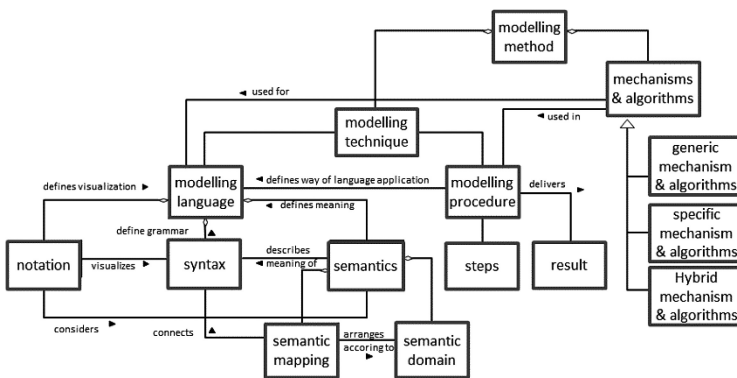 modelling
method
mechanisms
& algorithms
used for
used in
modelling
technique
generic
mechanism
& algorithms
defines visualization
modelling
language
defines way of language application
modelling
procedure
delivers
defines meaning
specific
mechanism
& algorithms
define grammar
notation
visualizes
syntax
describes
meaning of
semantics
steps
result
Hybrid
mechanism
& algorithms
considers
connects
semantic
mapping
arranges
accoring to
semantic
domain